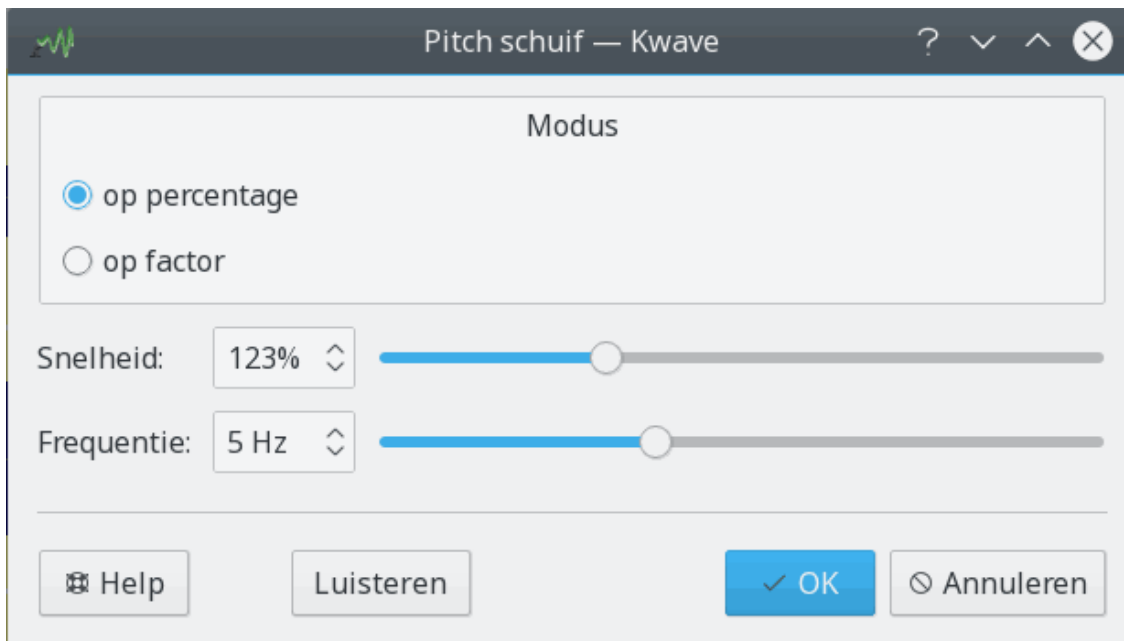 Pitch schuif — Kwave
Modus
op percentage
op factor
Snelheid: 123%
Frequentie: 5 Hz
Help Luisteren OK Annuleren